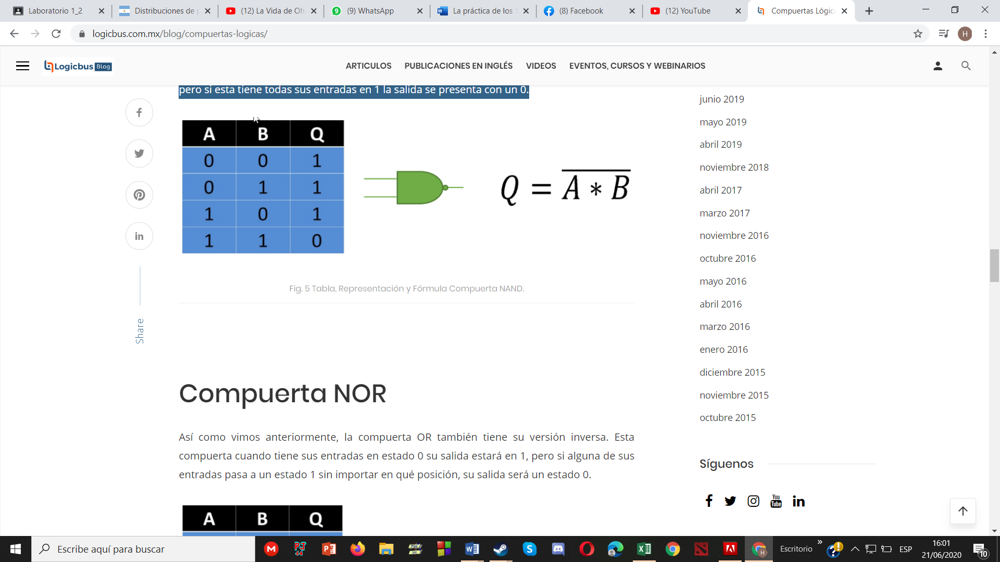 Laboratorio 1_2
Distribuciones de p
(12) La Vida de Oh
(9) WhatsApp
La práctica de los 1
(8) Facebook
(12) YouTube
Compuertas Lógica
logicbus.com.mx/blog/compuertas-logicas/
H
Logicbus Blog
ARTICULOS
PUBLICACIONES EN INGLÉS
VIDEOS
EVENTOS, CURSOS Y WEBINARIOS
pero si esta tiene todas sus entradas en 1 la salida se presenta con un 0.
A B Q
0 0 1
0 1 1
1 0 1
1 1 0
Q = \overline{A * B}
Fig. 5 Tabla, Representación y Fórmula Compuerta NAND.
Share
Compuerta NOR
Así como vimos anteriormente, la compuerta OR también tiene su versión inversa. Esta
compuerta cuando tiene sus entradas en estado 0 su salida estará en 1, pero si alguna de sus
entradas pasa a un estado 1 sin importar en qué posición, su salida será un estado 0.
A B Q
junio 2019
mayo 2019
abril 2019
noviembre 2018
abril 2017
marzo 2017
noviembre 2016
octubre 2016
mayo 2016
abril 2016
marzo 2016
enero 2016
diciembre 2015
noviembre 2015
octubre 2015
Síguenos
You Tube
Escribe aquí para buscar
Escritorio
ESP
16:01
21/06/2020
10